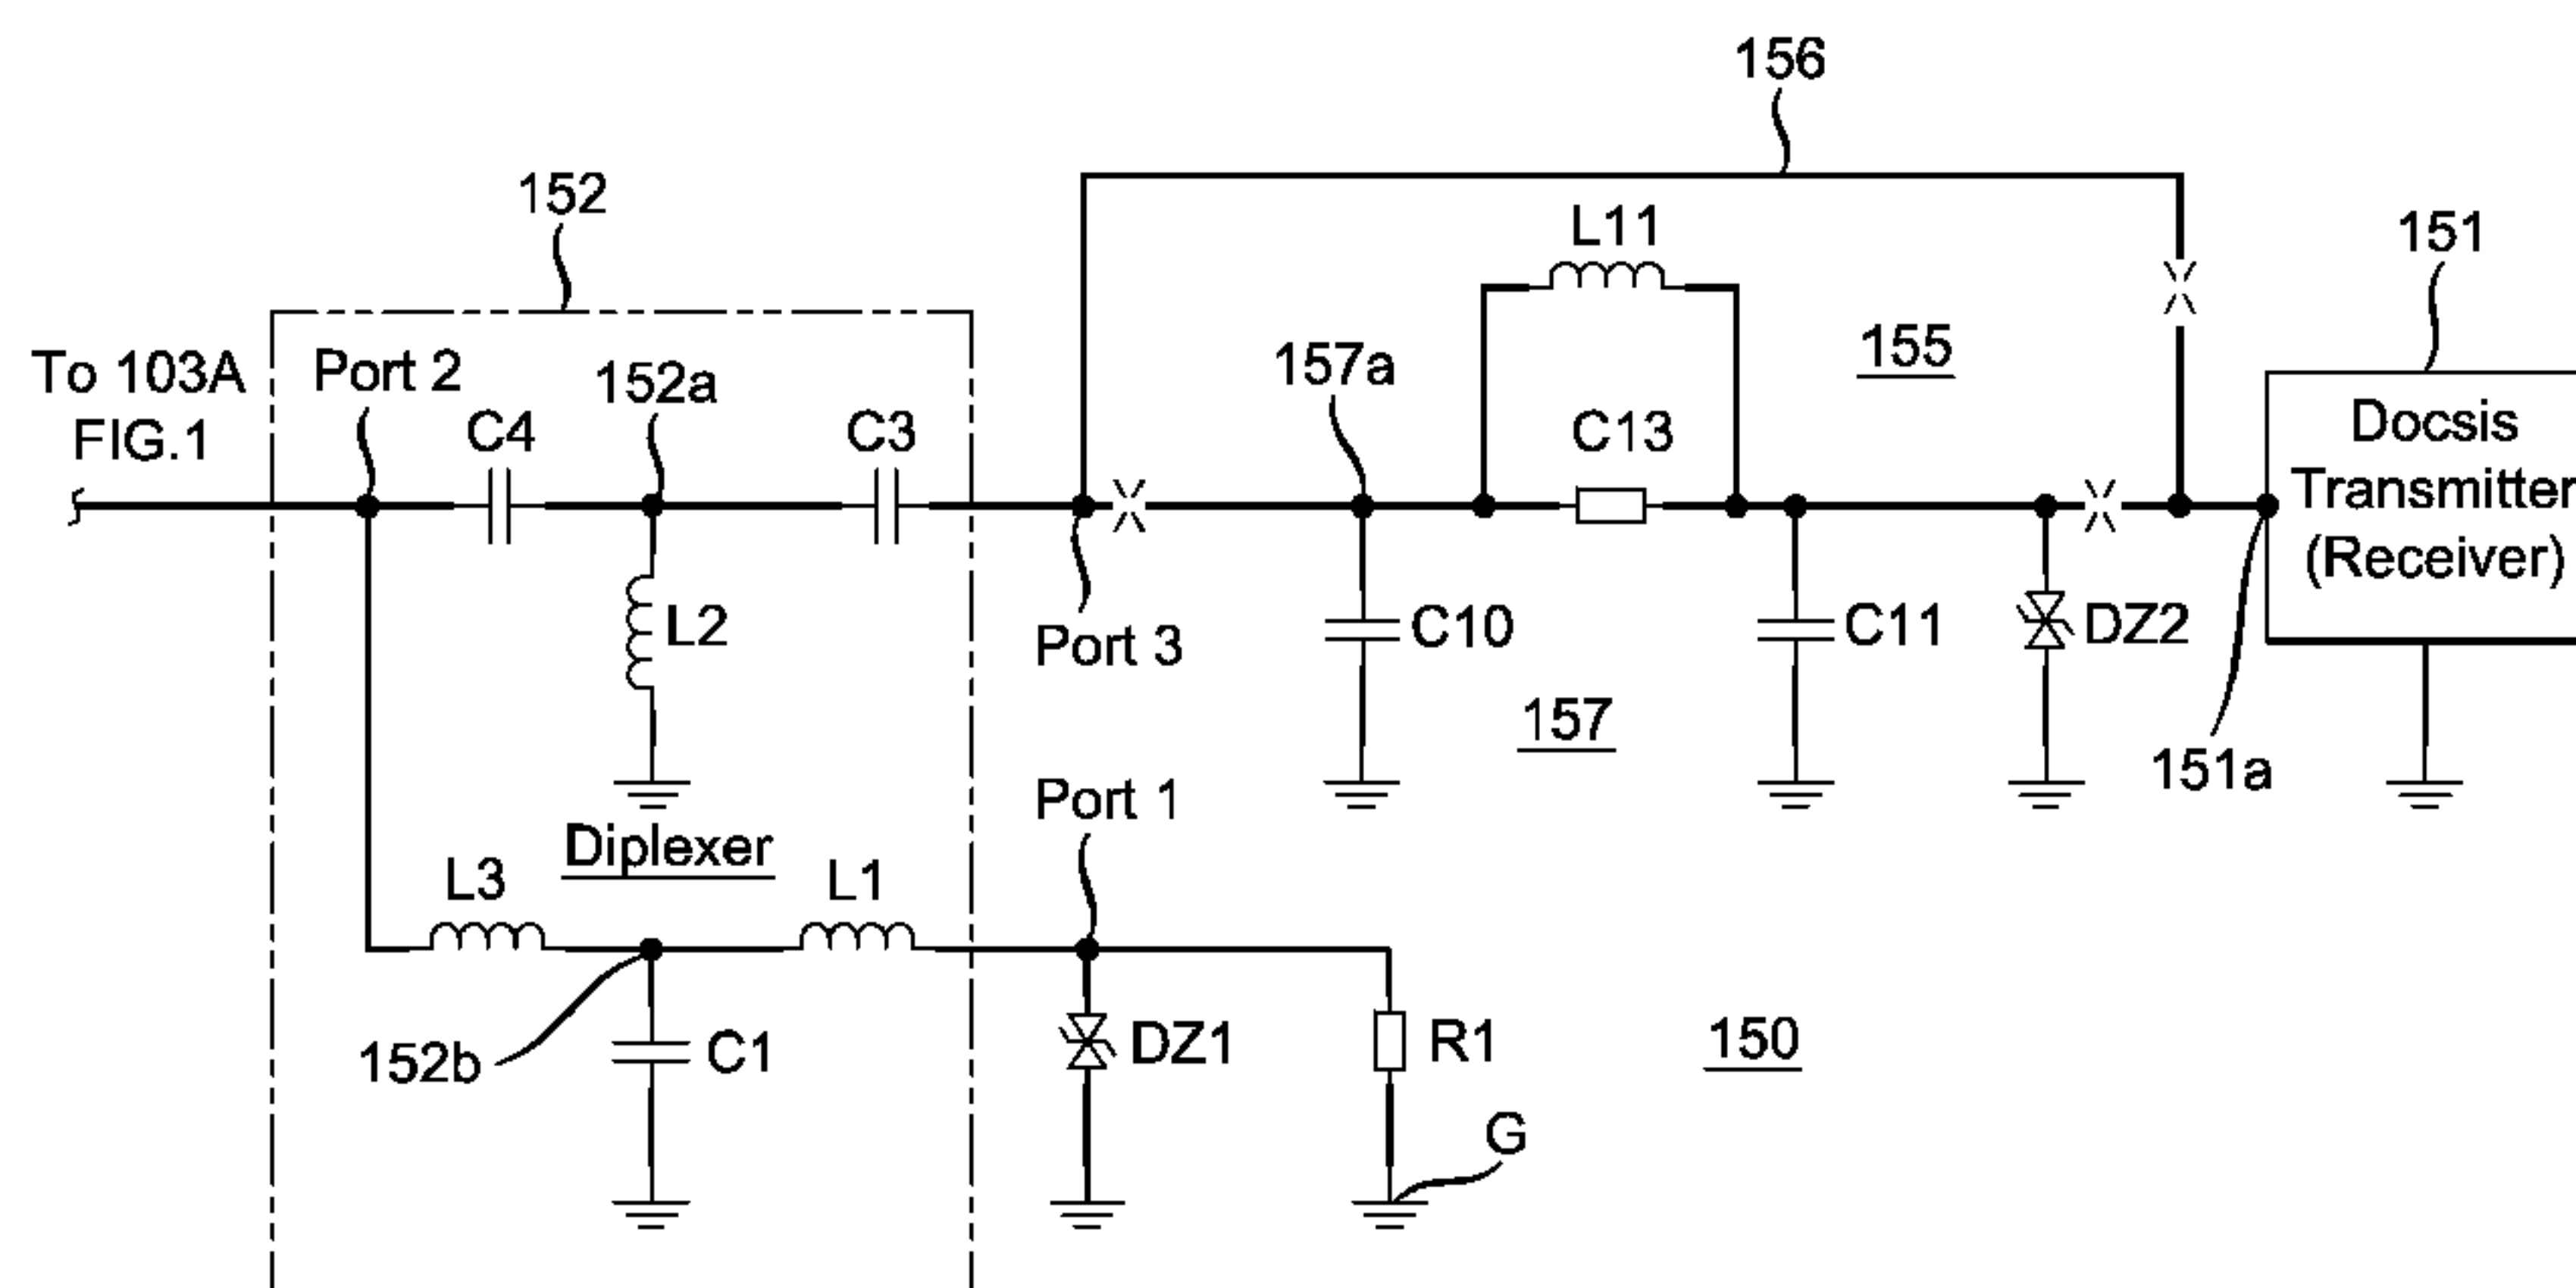 156
152
L11
151
155
To 103A
FIG.1
Port 2
152a
157a
C4
C3
C13
Docsis
Transmitter
(Receiver)
L2
Port 3
C10
C11
DZ2
157
151a
Port 1
Diplexer
L3
L1
152b
C1
DZ1
R1
150
G